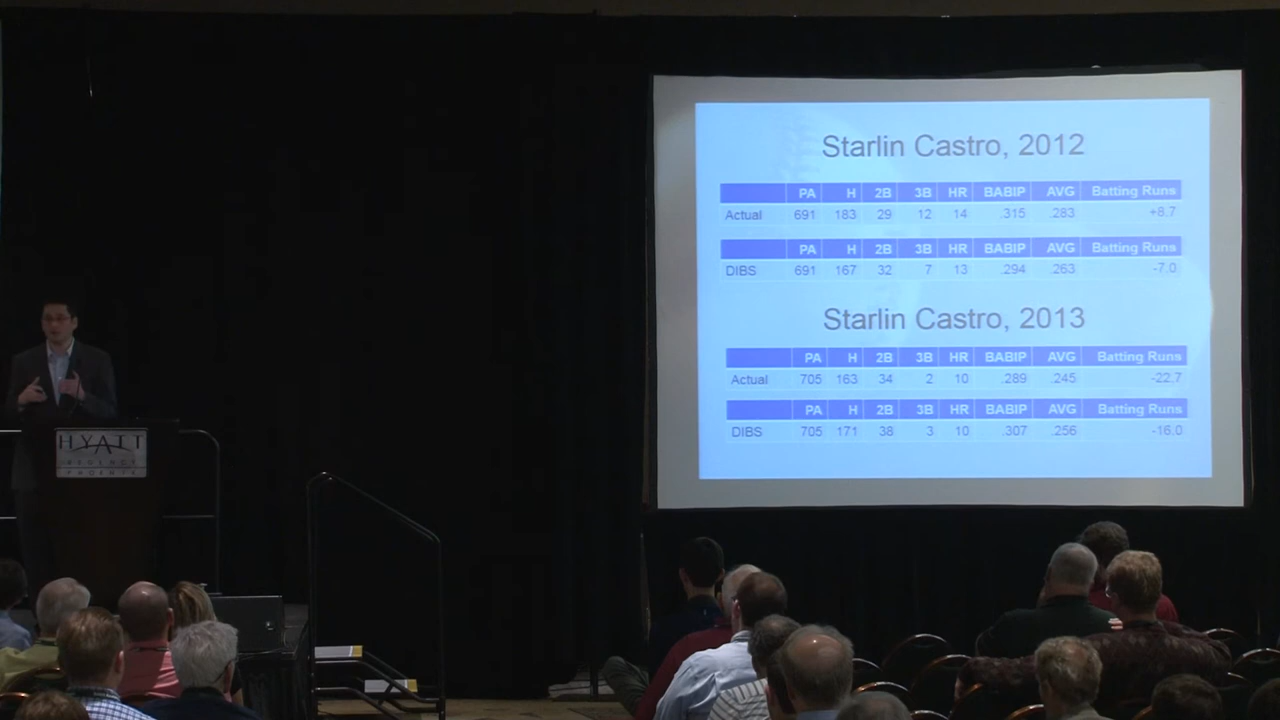 Starlin Castro, 2012
PA H 2B 3B HR BABIP AVG Batting Runs
Actual 691 183 29 12 14 .315 .283 +8.7
PA H 2B 3B HR BABIP AVG Batting Runs
DIBS 691 167 32 7 13 .294 .263 -7.0
Starlin Castro, 2013
PA H 2B 3B HR BABIP AVG Batting Runs
Actual 705 163 34 2 10 .289 .245 -22.7
PA H 2B 3B HR BABIP AVG Batting Runs
DIBS 705 171 38 3 10 .307 .256 -16.0
HYATT
REGENCY
PHOENIX